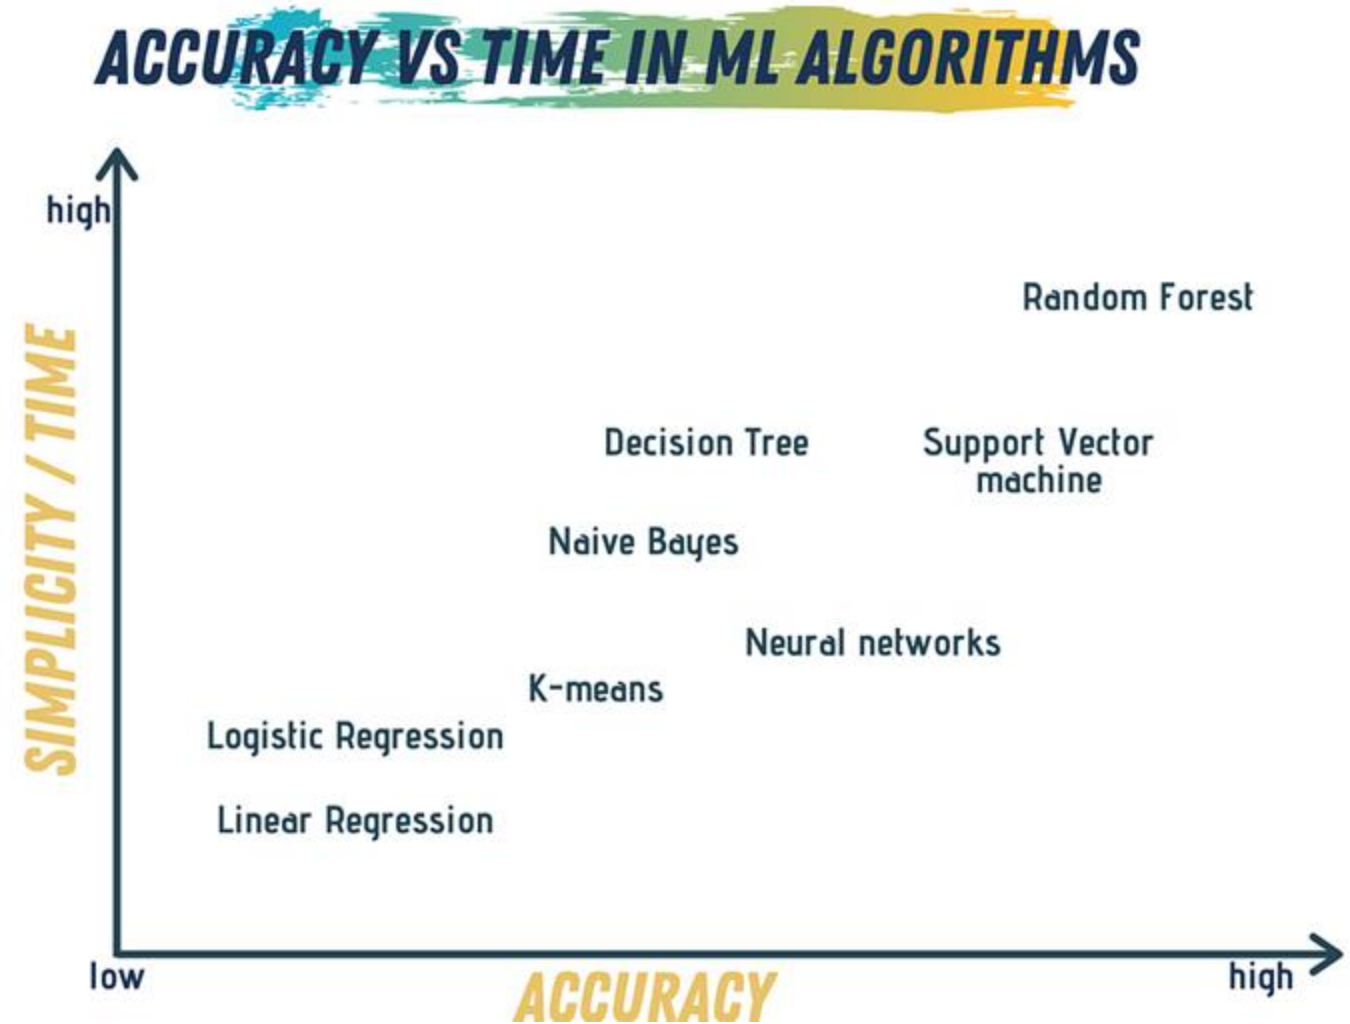 ACCURACY VS TIME IN ML ALGORITHMS
high
SIMPLICITY / TIME
Random Forest
Decision Tree
Support Vector
machine
Naive Bayes
Neural networks
K-means
Logistic Regression
Linear Regression
low
high
ACCURACY